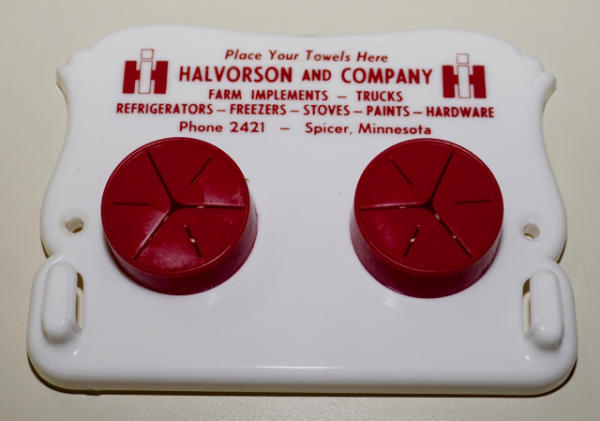 Place Your Towels Here
IH HALVORSON AND COMPANY IH
FARM IMPLEMENTS — TRUCKS
REFRIGERATORS — FREEZERS — STOVES — PAINTS — HARDWARE
Phone 2421 — Spicer, Minnesota